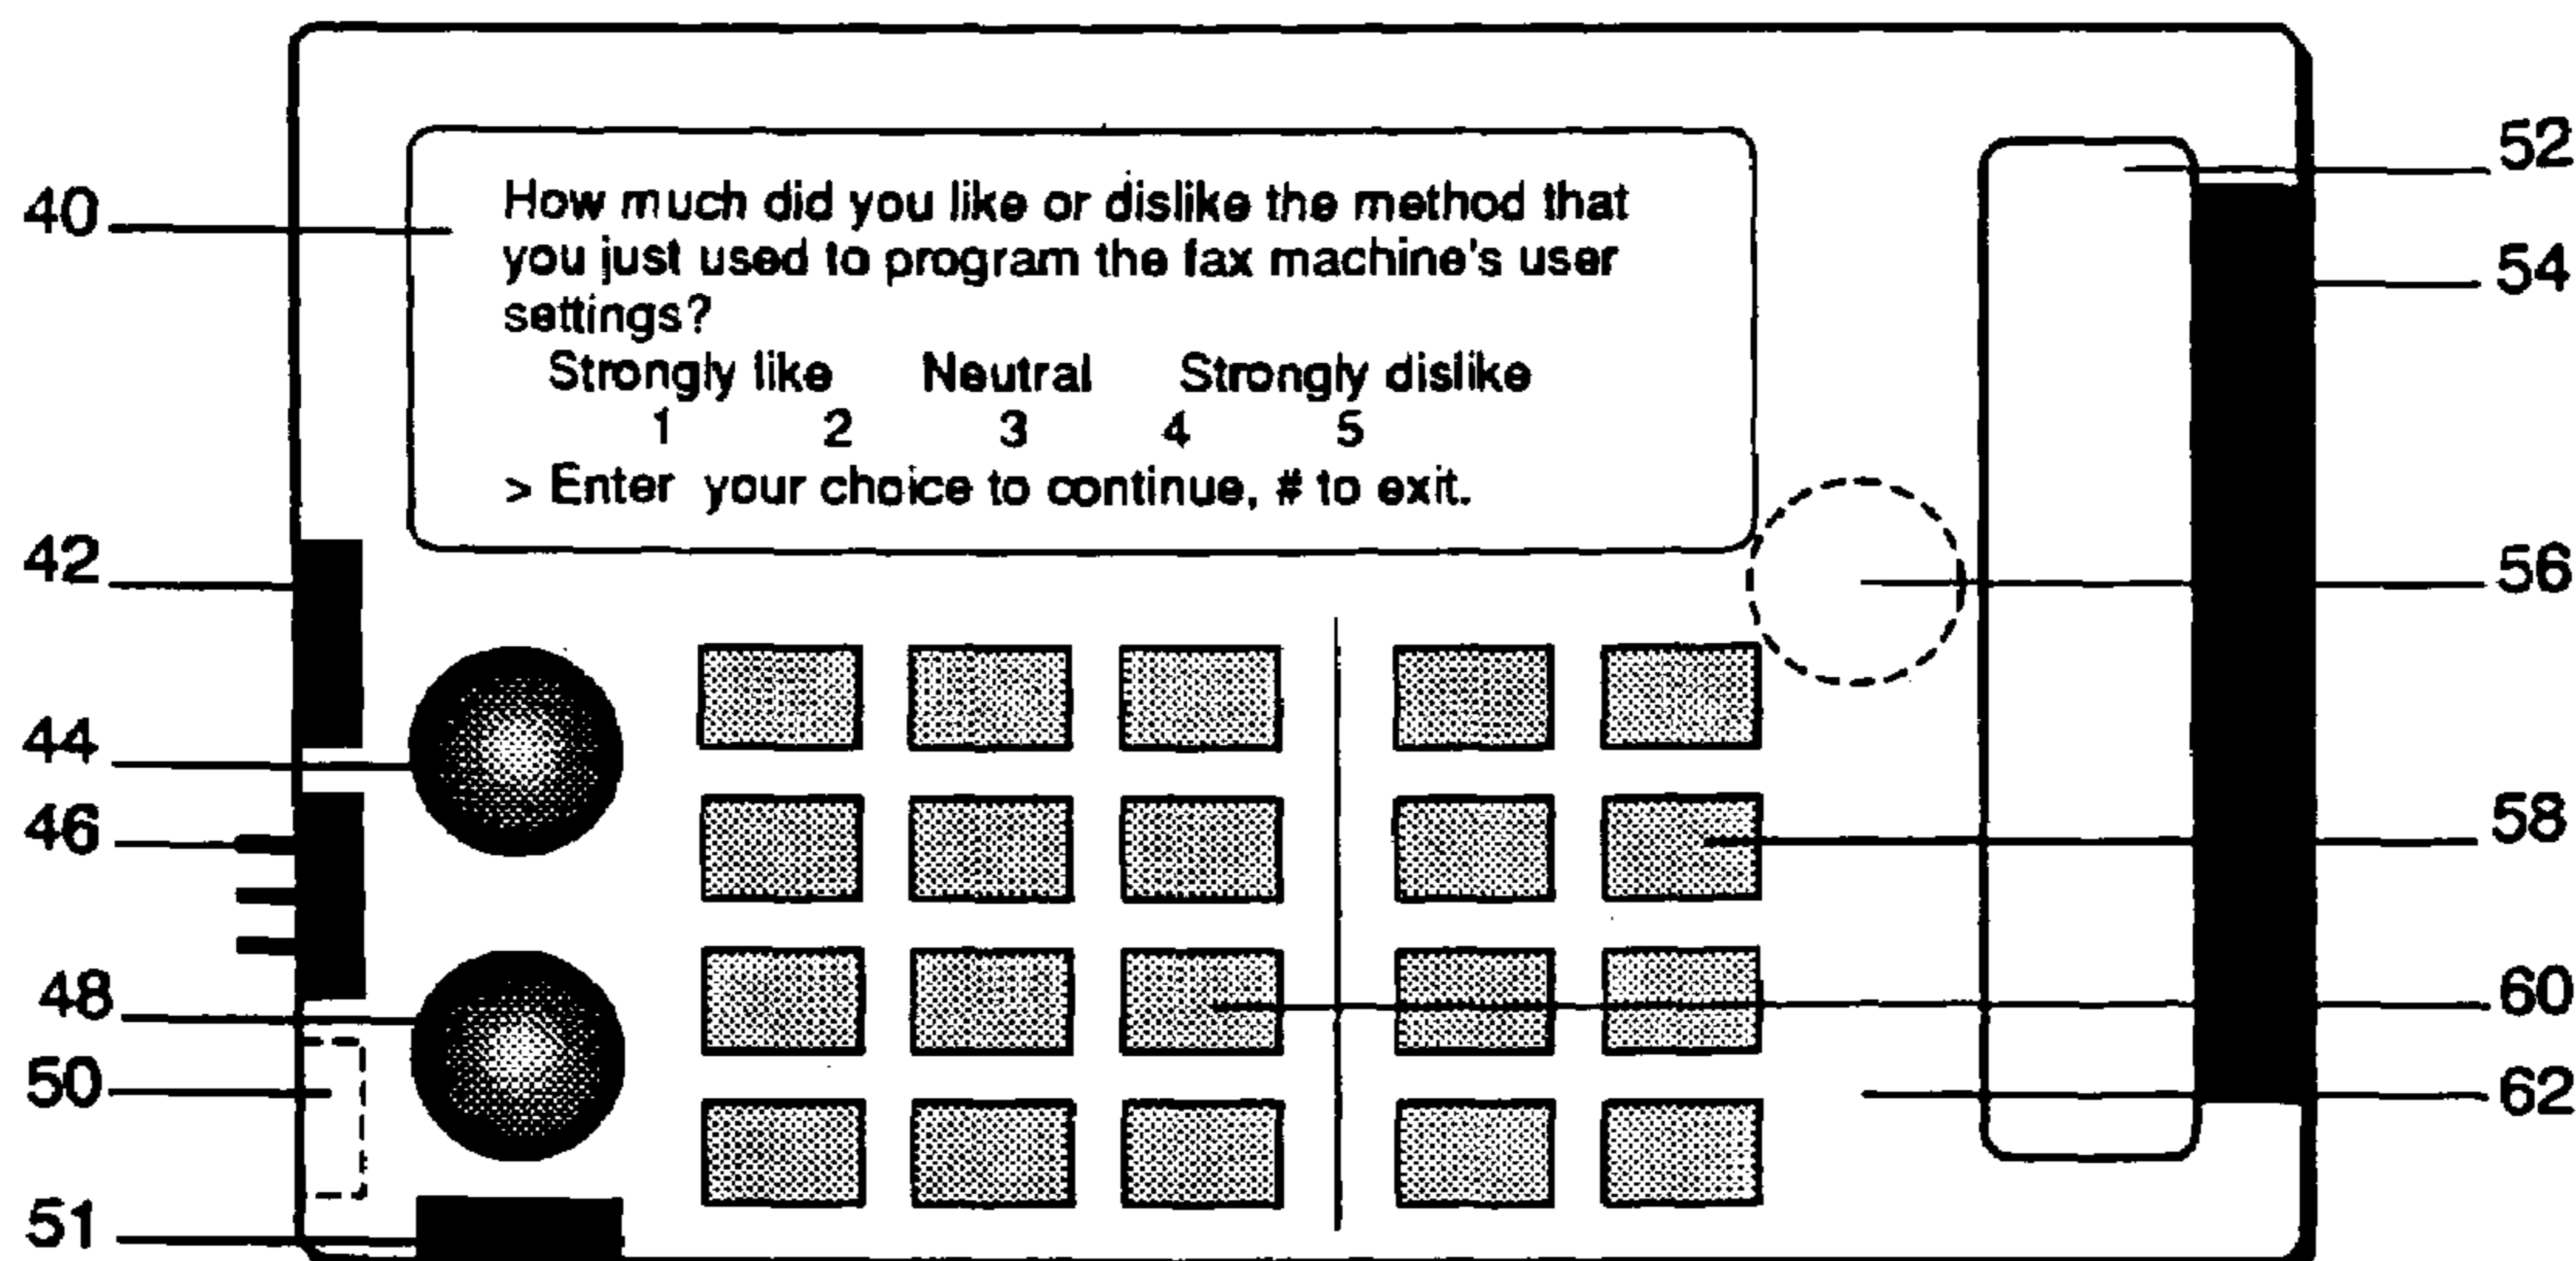 How much did you like or dislike the method that
you just used to program the fax machine's user
settings?
Strongly like Neutral Strongly dislike
1 2 3 4 5
> Enter your choice to continue, # to exit.
40
42
44
46
48
50
51
52
54
56
58
60
62